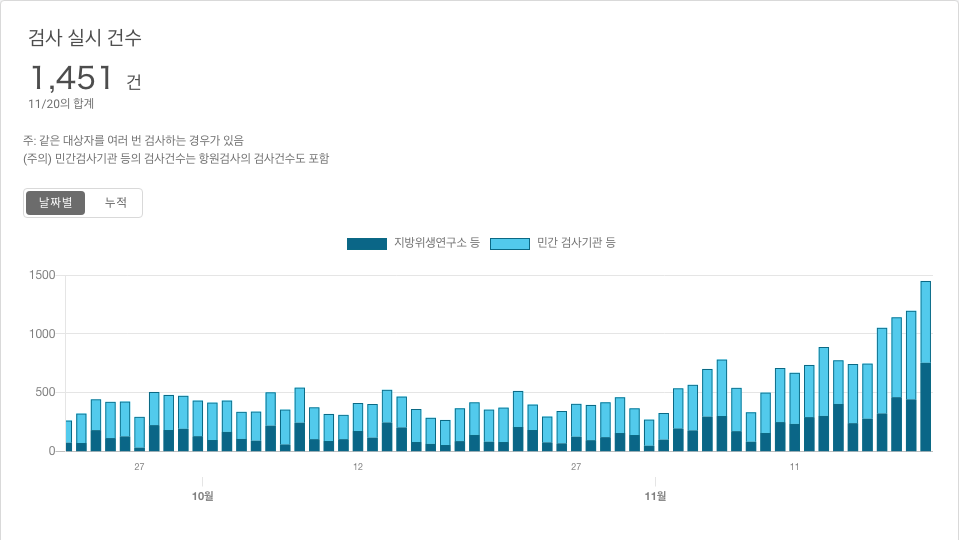 검사 실시 건수
1,451 건
11/20의 합계
주: 같은 대상자를 여러 번 검사하는 경우가 있음
(주의) 민간검사기관 등의 검사건수는 항원검사의 검사건수도 포함
날짜별 누적
지방위생연구소 등 민간 검사기관 등
1500
1000
500
0
27 12 27 11
10월 11월